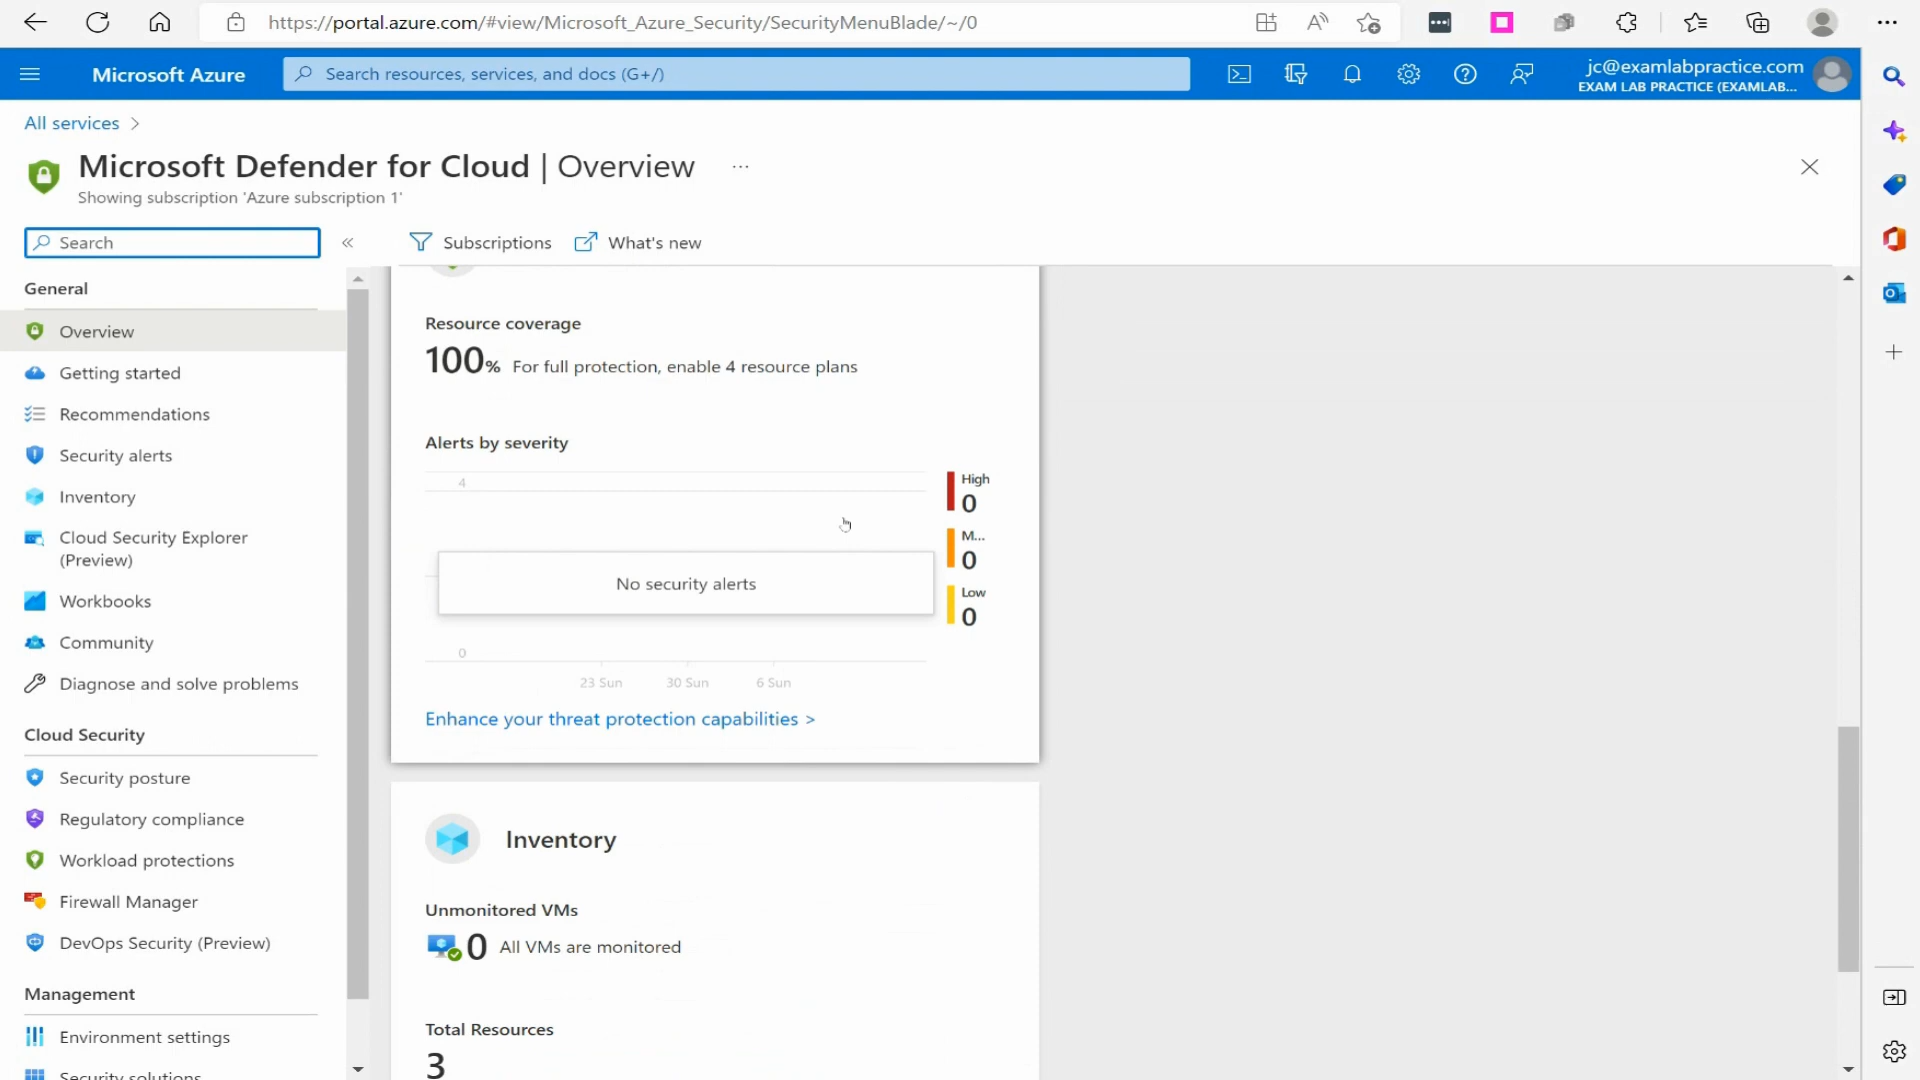 https://portal.azure.com/#view/Microsoft_Azure_Security/SecurityMenuBlade/~/0
Microsoft Azure
Search resources, services, and docs (G+/)
jc@examlabpractice.com
EXAM LAB PRACTICE (EXAMLAB...
All services >
Microsoft Defender for Cloud | Overview ...
Showing subscription 'Azure subscription 1'
Search
«
Subscriptions
What's new
General
Overview
Getting started
Recommendations
Security alerts
Inventory
Cloud Security Explorer
(Preview)
Workbooks
Community
Diagnose and solve problems
Cloud Security
Security posture
Regulatory compliance
Workload protections
Firewall Manager
DevOps Security (Preview)
Management
Environment settings
Security solutions
Resource coverage
100% For full protection, enable 4 resource plans
Alerts by severity
4
0
23 Sun
30 Sun
6 Sun
No security alerts
High
0
M...
0
Low
0
Enhance your threat protection capabilities >
Inventory
Unmonitored VMs
0 All VMs are monitored
Total Resources
3